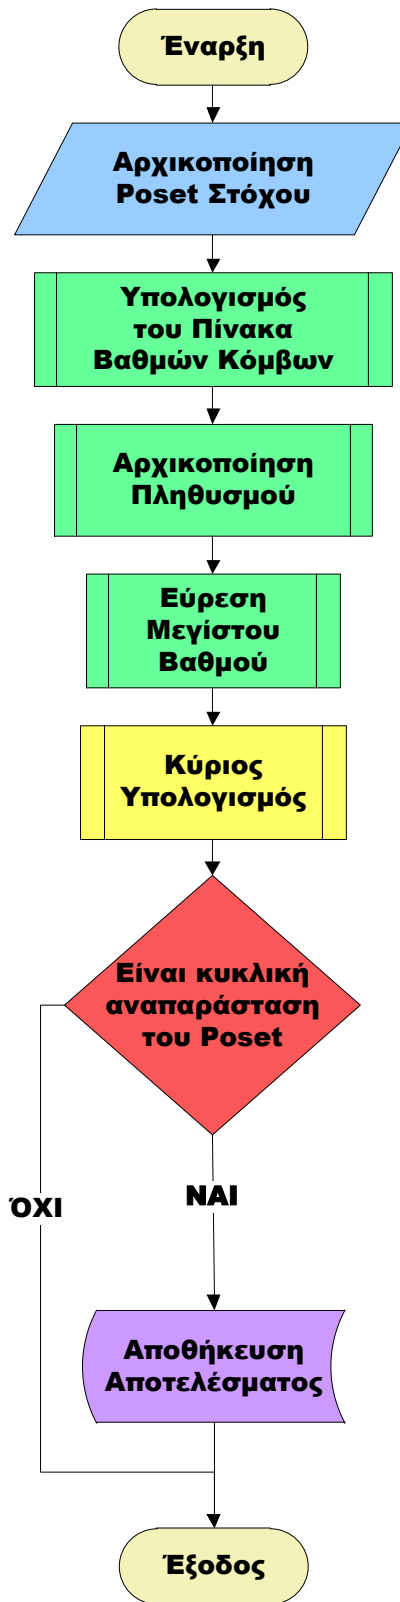 Έναρξη
Αρχικοποίηση
Poset Στόχου
Υπολογισμός
του Πίνακα
Βαθμών Κόμβων
Αρχικοποίηση
Πληθυσμού
Εύρεση
Μεγίστου
Βαθμού
Κύριος
Υπολογισμός
Είναι κυκλική
αναπαράσταση
του Poset
ΝΑΙ
ΌΧΙ
Αποθήκευση
Αποτελέσματος
Έξοδος